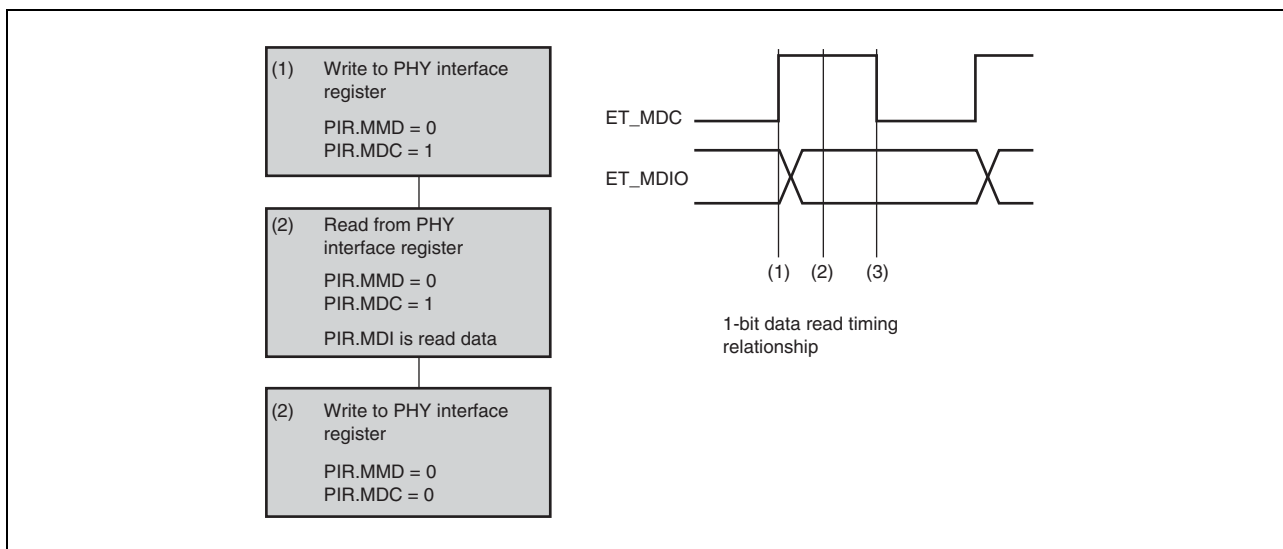 (1) Write to PHY interface
register
PIR.MMD = 0
PIR.MDC = 1
(2) Read from PHY
interface register
PIR.MMD = 0
PIR.MDC = 1
PIR.MDI is read data
(2) Write to PHY interface
register
PIR.MMD = 0
PIR.MDC = 0
ET_MDC
ET_MDIO
(1) (2) (3)
1-bit data read timing
relationship